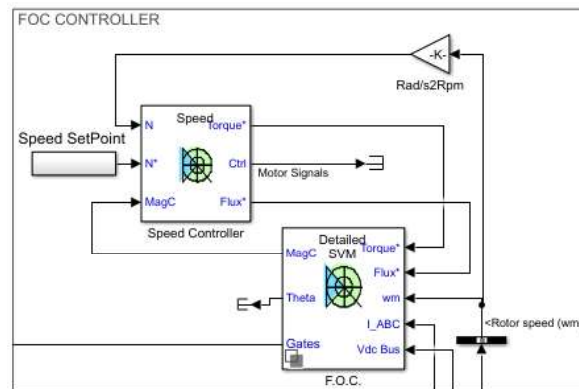 FOC CONTROLLER
-K-
Rad/s2Rpm
Speed SetPoint
Speed
N
N*
MagC
Torque*
Ctrl
Flux*
Motor Signals
Speed Controller
Detailed
SVM
MagC
Theta
Gates
Torque*
Flux*
wm
I_ABC
Vdc Bus
<Rotor speed (wm
F.O.C.